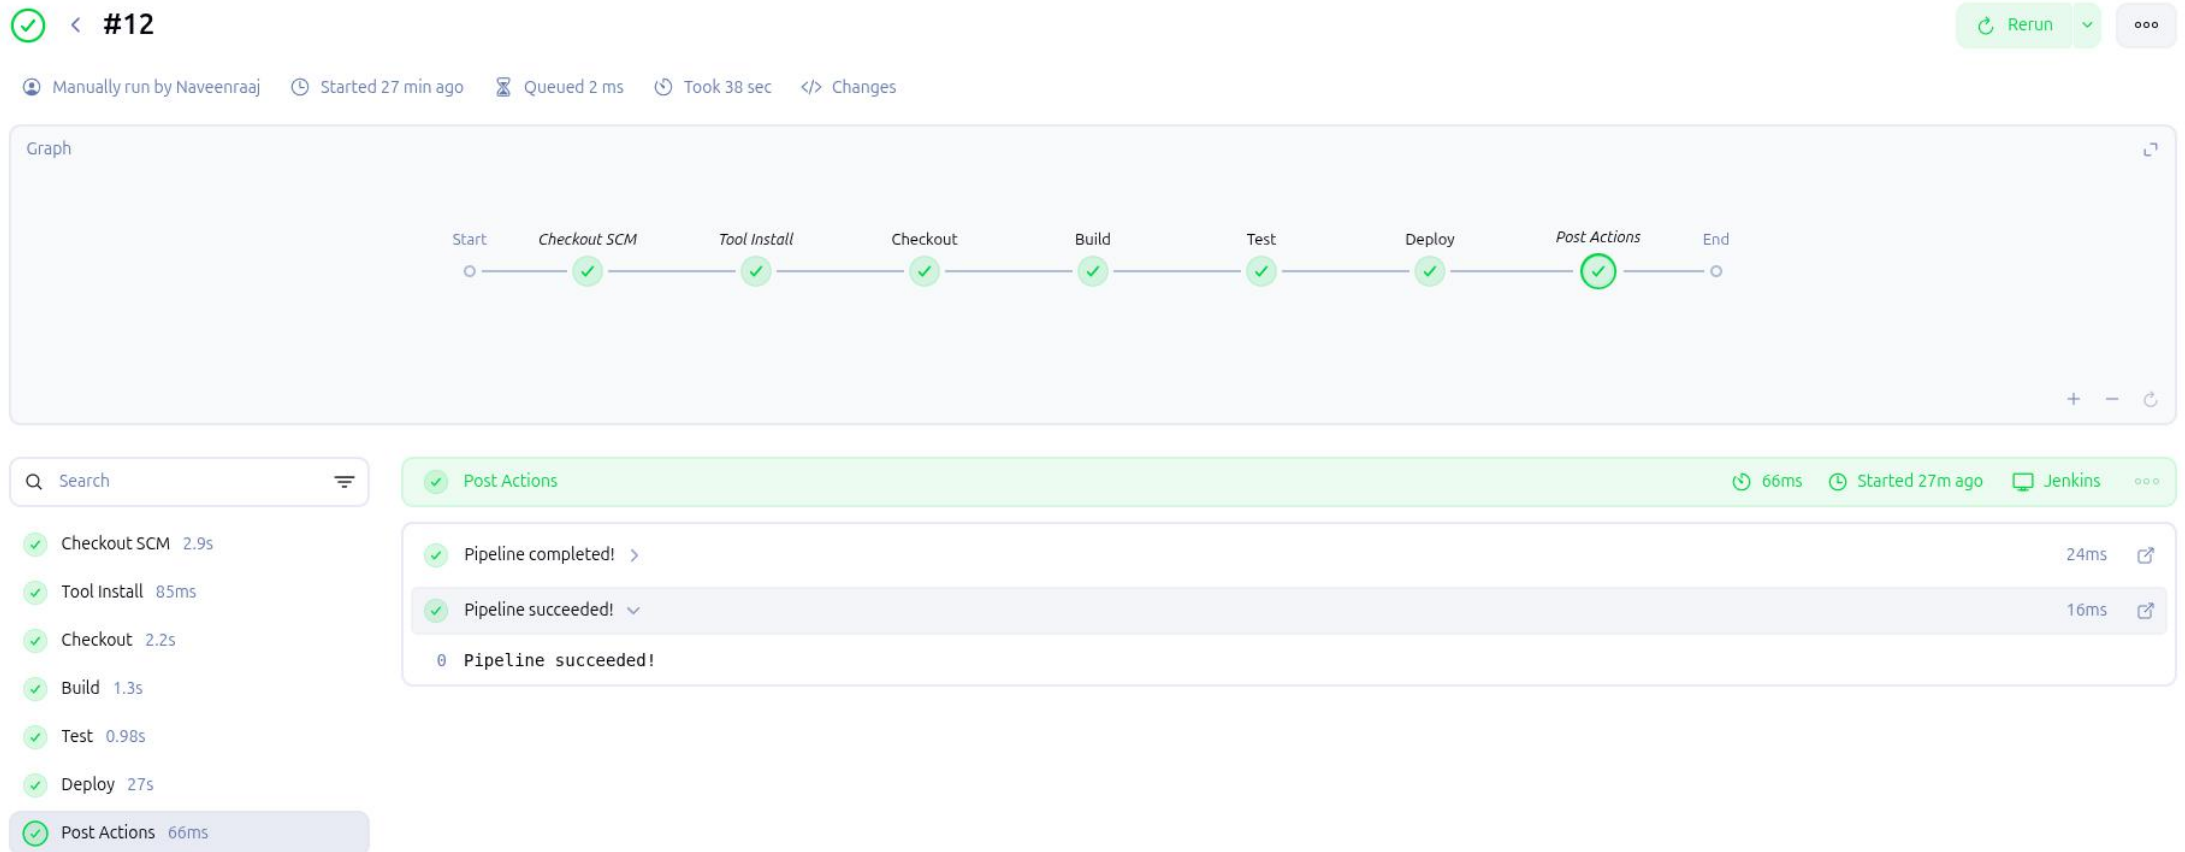 #12
Rerun
Manually run by Naveenraaj Started 27 min ago Queued 2 ms Took 38 sec </> Changes
Graph
Start Checkout SCM Tool Install Checkout Build Test Deploy Post Actions End
Search
Post Actions 66ms Started 27m ago Jenkins
Checkout SCM 2.9s
Tool Install 85ms
Checkout 2.2s
Build 1.3s
Test 0.98s
Deploy 27s
Post Actions 66ms
Pipeline completed! 24ms
Pipeline succeeded! 16ms
0 Pipeline succeeded!